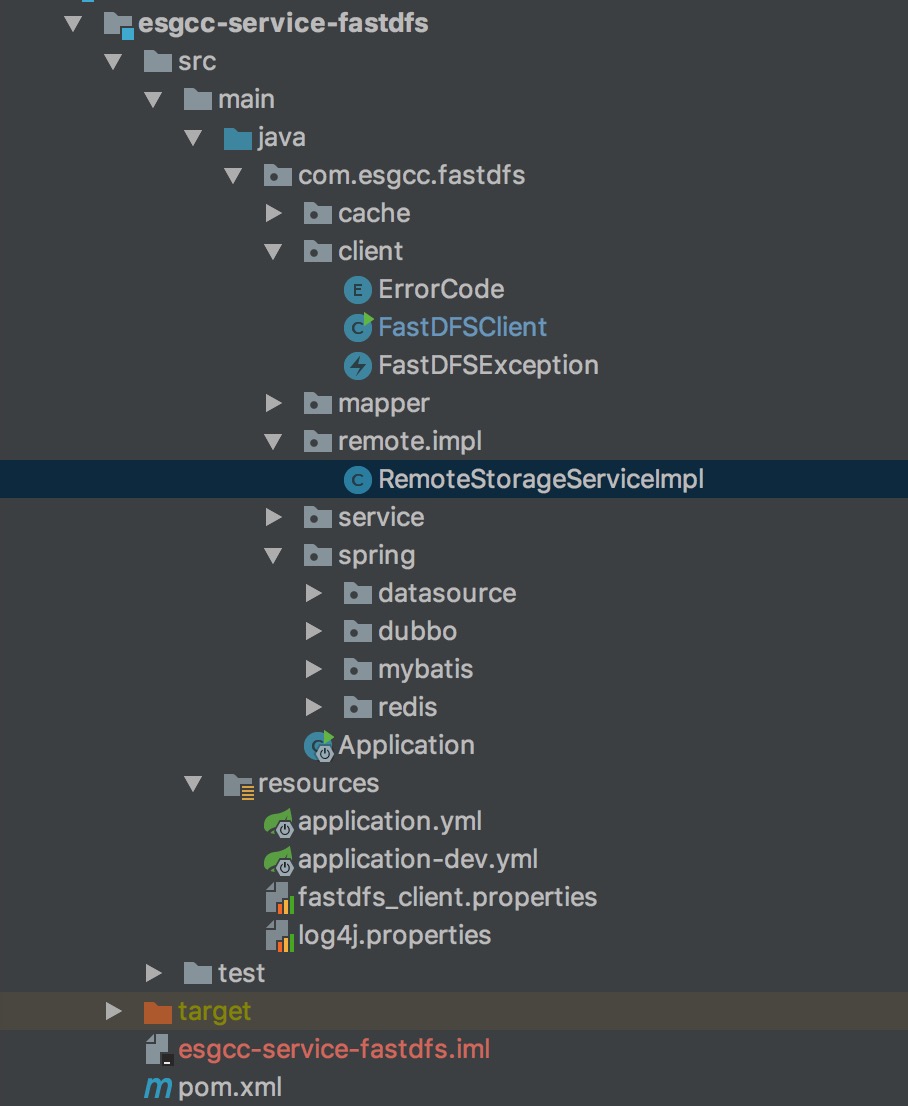 esgcc-service-fastdfs
src
main
java
com.esgcc.fastdfs
cache
client
E ErrorCode
C FastDFSClient
FastDFSException
mapper
remote.impl
C RemoteStorageServiceImpl
service
spring
datasource
dubbo
mybatis
redis
C Application
resources
application.yml
application-dev.yml
fastdfs_client.properties
log4j.properties
test
target
esgcc-service-fastdfs.iml
m pom.xml